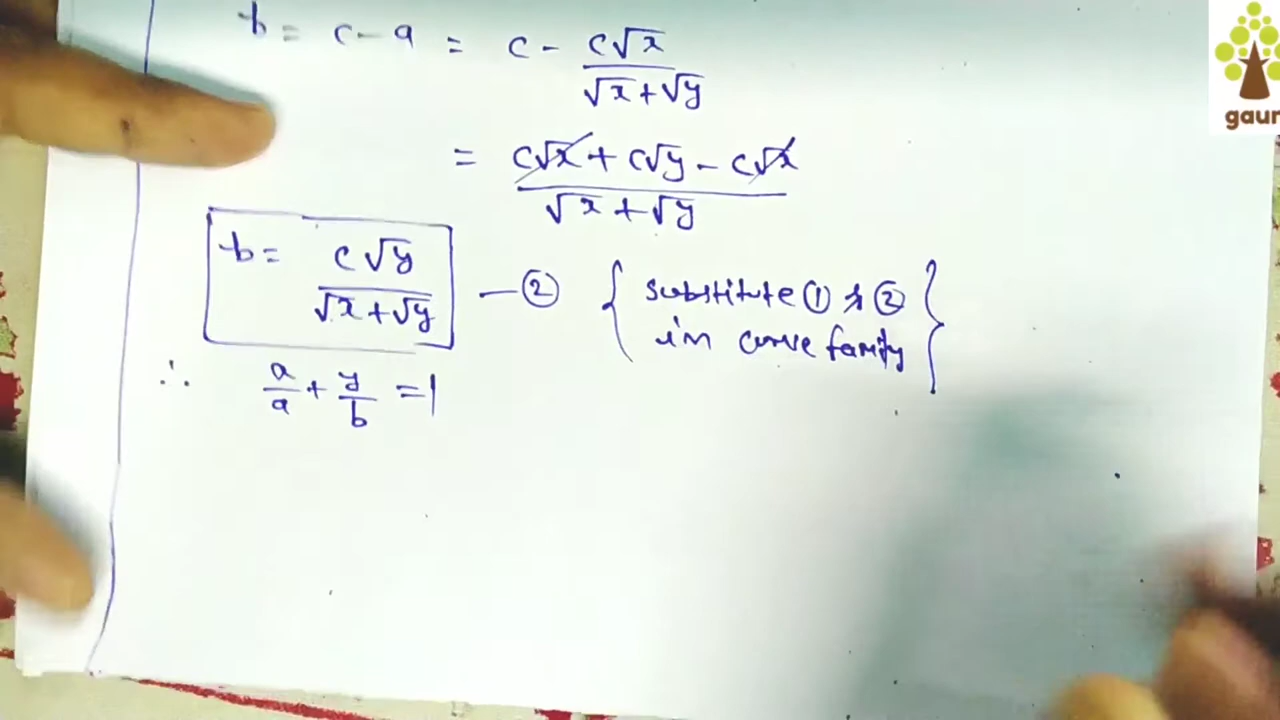 b = c - a = c - c√x / √x + √y
gaur
= c√x + c√y - c√x / √x + √y
b = c√y / √x + √y — ② { substitute ① & ②
in curve family }
∴ x/a + y/b = 1